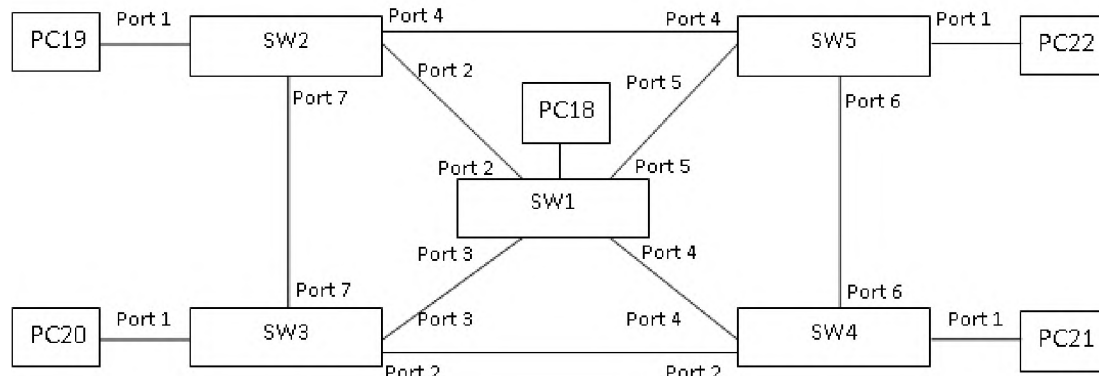 Port 4
Port 4
Port 1
Port 1
PC19
SW2
SW5
PC22
Port 2
Port 5
Port 7
Port 6
PC18
Port 2
Port 5
SW1
Port 3
Port 4
Port 7
Port 6
Port 1
Port 3
Port 4
Port 1
PC20
SW3
SW4
PC21
Port 2
Port 2